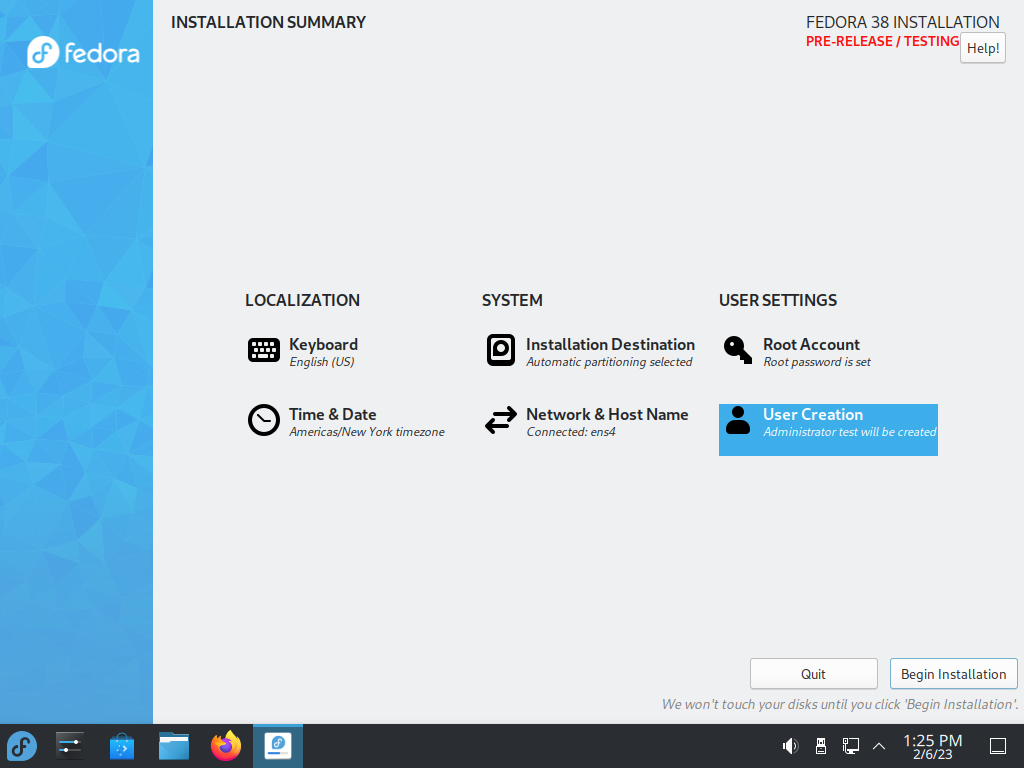 fedora
INSTALLATION SUMMARY
FEDORA 38 INSTALLATION
PRE-RELEASE / TESTING
Help!
LOCALIZATION
Keyboard
English (US)
Time & Date
Americas/New York timezone
SYSTEM
Installation Destination
Automatic partitioning selected
Network & Host Name
Connected: ens4
USER SETTINGS
Root Account
Root password is set
User Creation
Administrator test will be created
Quit
Begin Installation
We won't touch your disks until you click 'Begin Installation'.
1:25 PM
2/6/23